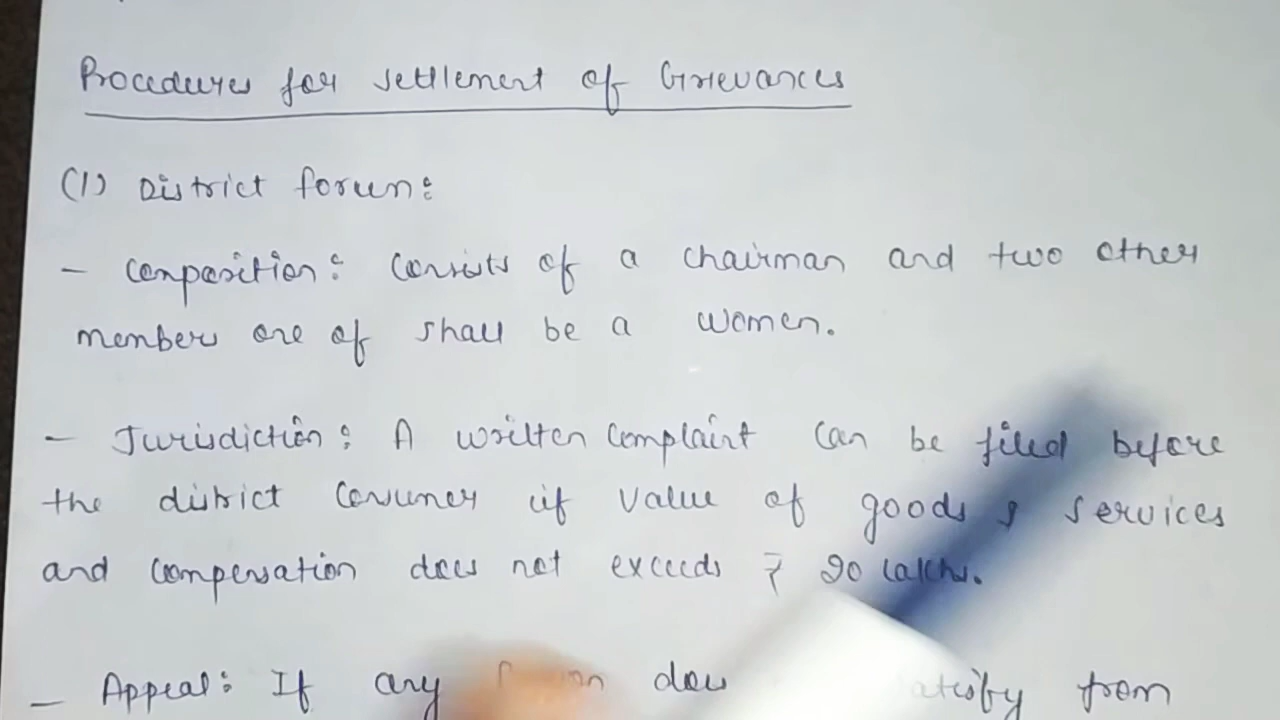 Procedures for settlement of Grievances
(1) District forum:
- Composition: Consists of a chairman and two other
members one of shall be a women.
- Jurisdiction: A written complaint can be filed before
the district consumer if value of goods & services
and compensation does not exceeds ₹ 20 lakhs.
- Appeal: If any does from